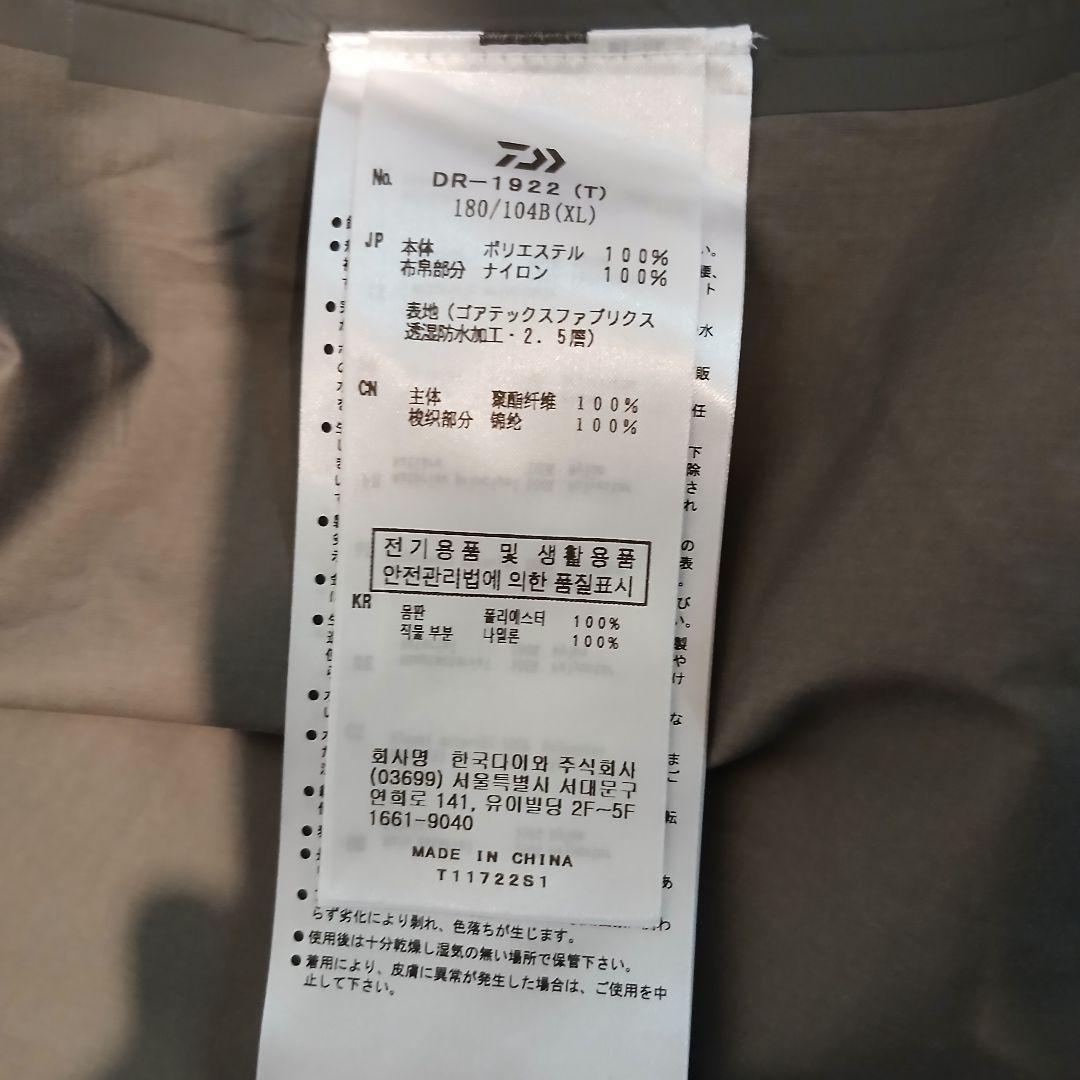 No. DR-1922 (T)
180/104B(XL)
JP 本体 ポリエステル 100%
布帛部分 ナイロン 100%
表地(ゴアテックスファブリクス
透湿防水加工・2.5層)
CN 主体 聚酯纤维 100%
梭织部分 锦纶 100%
전기용품 및 생활용품
안전관리법에 의한 품질표시
KR 몸판 폴리에스터 100%
직물 부분 나일론 100%
회사명 한국다이와 주식회사
(03699) 서울특별시 서대문구
연희로 141, 유이빌딩 2F-5F
1661-9040
MADE IN CHINA
T11722S1
らず劣化により剥れ、色落ちが生じます。
●使用後は十分乾燥し湿気の無い場所で保管下さい。
●着用により、皮膚に異常が発生した場合は、ご使用を中
止して下さい。